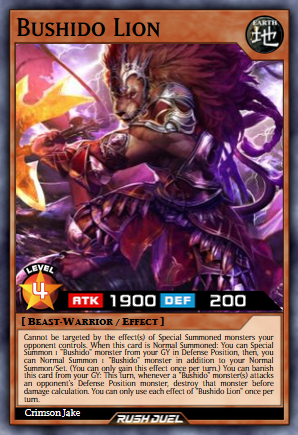 Bushido Lion
EARTH
地
LEVEL
4
ATK 1900 DEF 200
[ Beast-Warrior / Effect ]
Cannot be targeted by the effect(s) of Special Summoned monsters your
opponent controls. When this card is Normal Summoned: You can Special
Summon 1 "Bushido" monster from your GY in Defense Position, then, you
can Normal Summon 1 "Bushido" monster in addition to your Normal
Summon/Set. (You can only gain this effect once per turn.) You can banish
this card from your GY: This turn, whenever a "Bushido" monster(s) attacks
an opponent's Defense Position monster, destroy that monster before
damage calculation. You can only use each effect of "Bushido Lion" once per
turn.
Crimson Jake
RUSH DUEL